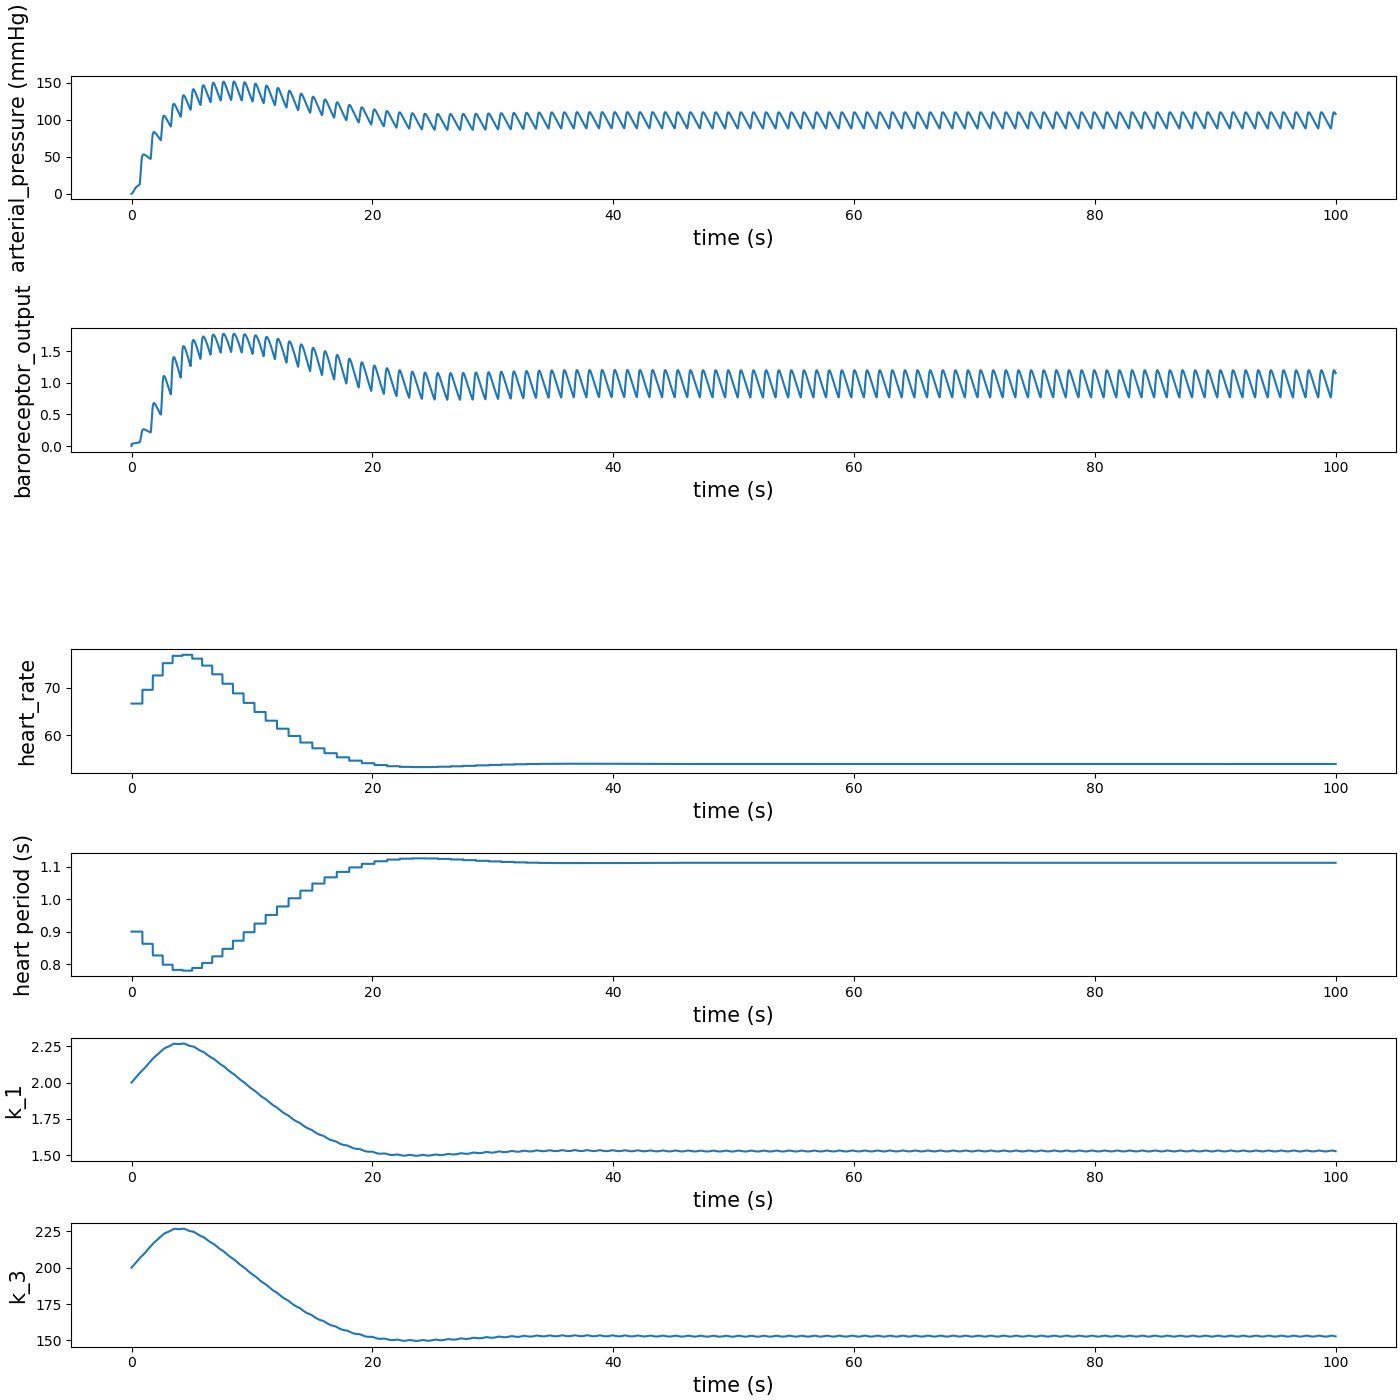 arterial_pressure (mmHg)
150
100
50
0
0 20 40 60 80 100
time (s)
baroreceptor_output
1.5
1.0
0.5
0.0
0 20 40 60 80 100
time (s)
heart_rate
70
60
0 20 40 60 80 100
time (s)
heart period (s)
1.1
1.0
0.9
0.8
0 20 40 60 80 100
time (s)
k_1
2.25
2.00
1.75
1.50
0 20 40 60 80 100
time (s)
k_3
225
200
175
150
0 20 40 60 80 100
time (s)